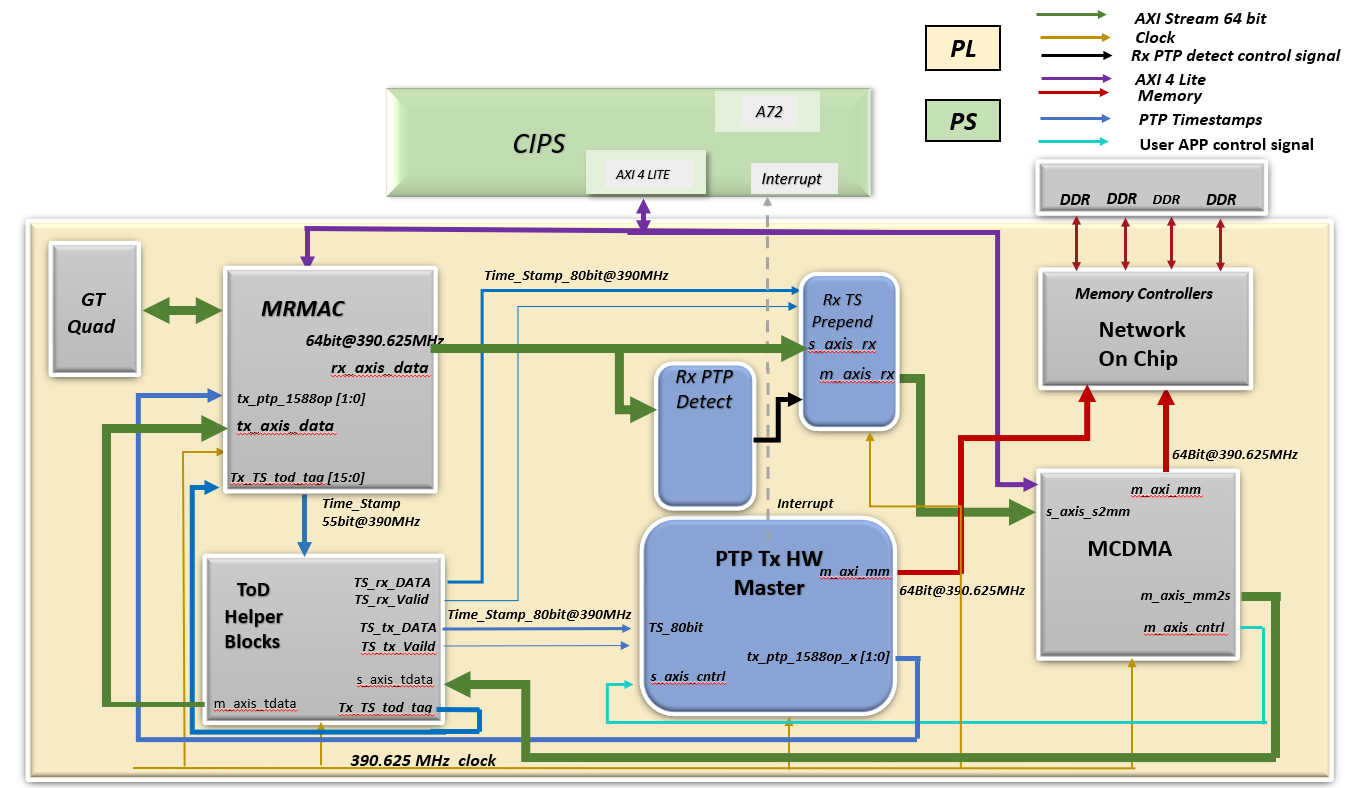 PL
PS
AXI Stream 64 bit
Clock
Rx PTP detect control signal
AXI 4 Lite
Memory
PTP Timestamps
User APP control signal
CIPS
A72
AXI 4 LITE
Interrupt
DDR DDR DDR DDR
GT
Quad
MRMAC
64bit@390.625MHz
rx_axis_data
tx_ptp_1588op [1:0]
tx_axis_data
Tx_TS_tod_tag [15:0]
Time_Stamp_80bit@390MHz
Rx TS
Prepend
s_axis_rx
m_axis_rx
Rx PTP
Detect
Memory Controllers
Network
On Chip
64Bit@390.625MHz
Time_Stamp
55bit@390MHz
Interrupt
m_axi_mm
s_axis_s2mm
MCDMA
m_axis_mm2s
m_axis_cntrl
ToD
Helper
Blocks
TS_rx_DATA
TS_rx_Valid
Time_Stamp_80bit@390MHz
TS_tx_DATA
TS_tx_Vaild
s_axis_tdata
m_axis_tdata
Tx_TS_tod_tag
PTP Tx HW
Master
m_axi_mm
64Bit@390.625MHz
TS_80bit
tx_ptp_1588op_x [1:0]
s_axis_cntrl
390.625 MHz clock